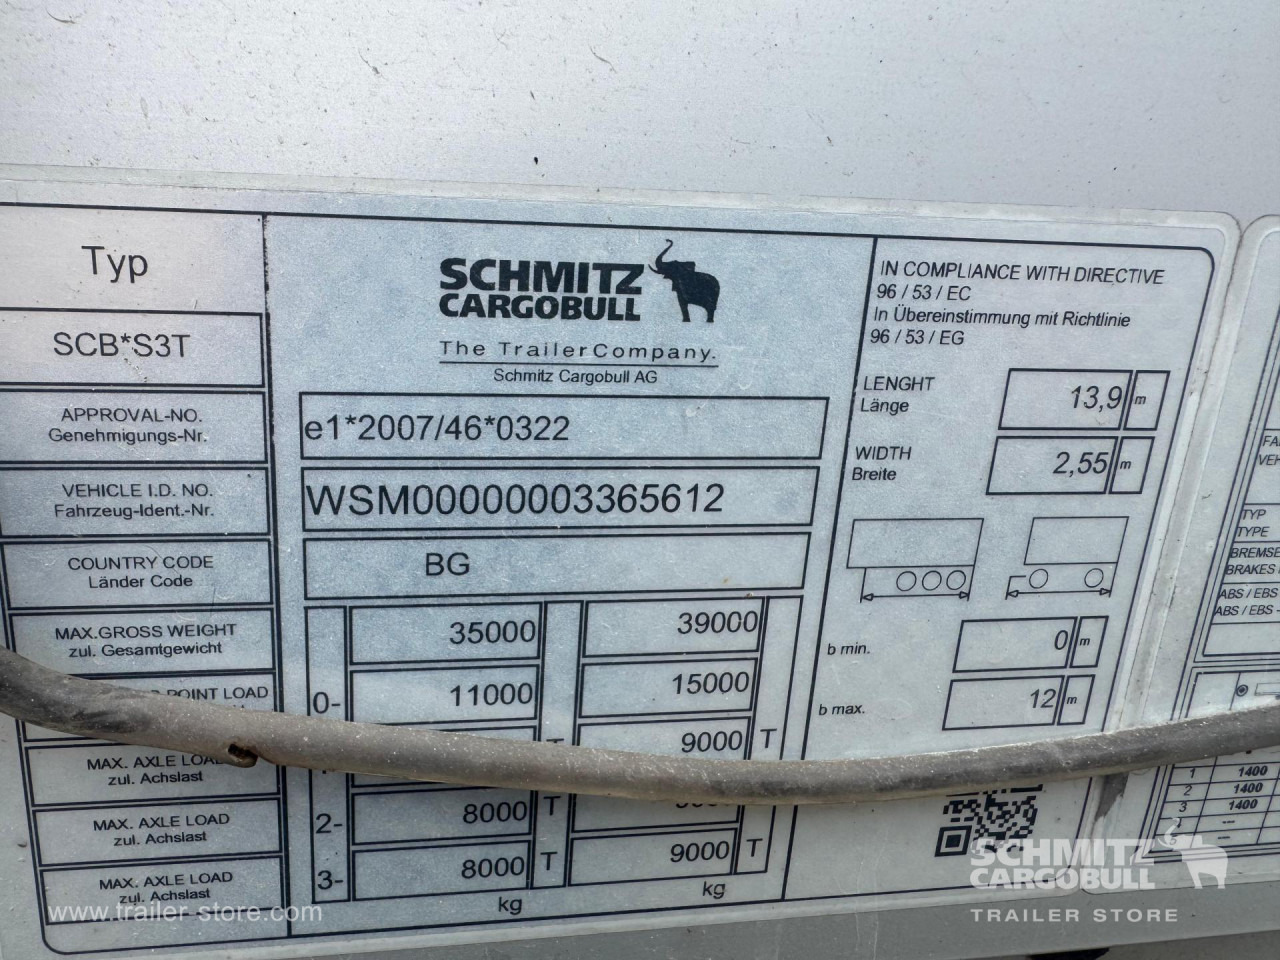 Typ
SCB*S3T
APPROVAL-NO.
Genehmigungs-Nr.
VEHICLE I.D. NO.
Fahrzeug-Ident.-Nr.
COUNTRY CODE
Länder Code
MAX.GROSS WEIGHT
zul. Gesamtgewicht
POINT LOAD
MAX. AXLE LOAD
zul. Achslast
MAX. AXLE LOAD
zul. Achslast
MAX. AXLE LOAD
zul. Achslast
SCHMITZ
CARGOBULL
The TrailerCompany.
Schmitz Cargobull AG
e1*2007/46*0322
WSM00000003365612
BG
35000 39000
0- 11000 15000
9000 T
2- 8000 T
3- 8000 T 9000 T
kg kg
IN COMPLIANCE WITH DIRECTIVE
96 / 53 / EC
In Übereinstimmung mit Richtlinie
96 / 53 / EG
LENGHT
Länge
13,9 m
WIDTH
Breite
2,55 m
b min. 0 m
b max. 12 m
TYP
TYPE
BREMSE
BRAKES
ABS / EBS
ABS / EBS -
1 1400
2 1400
3 1400
www.trailer-store.com
SCHMITZ
CARGOBULL
TRAILER STORE